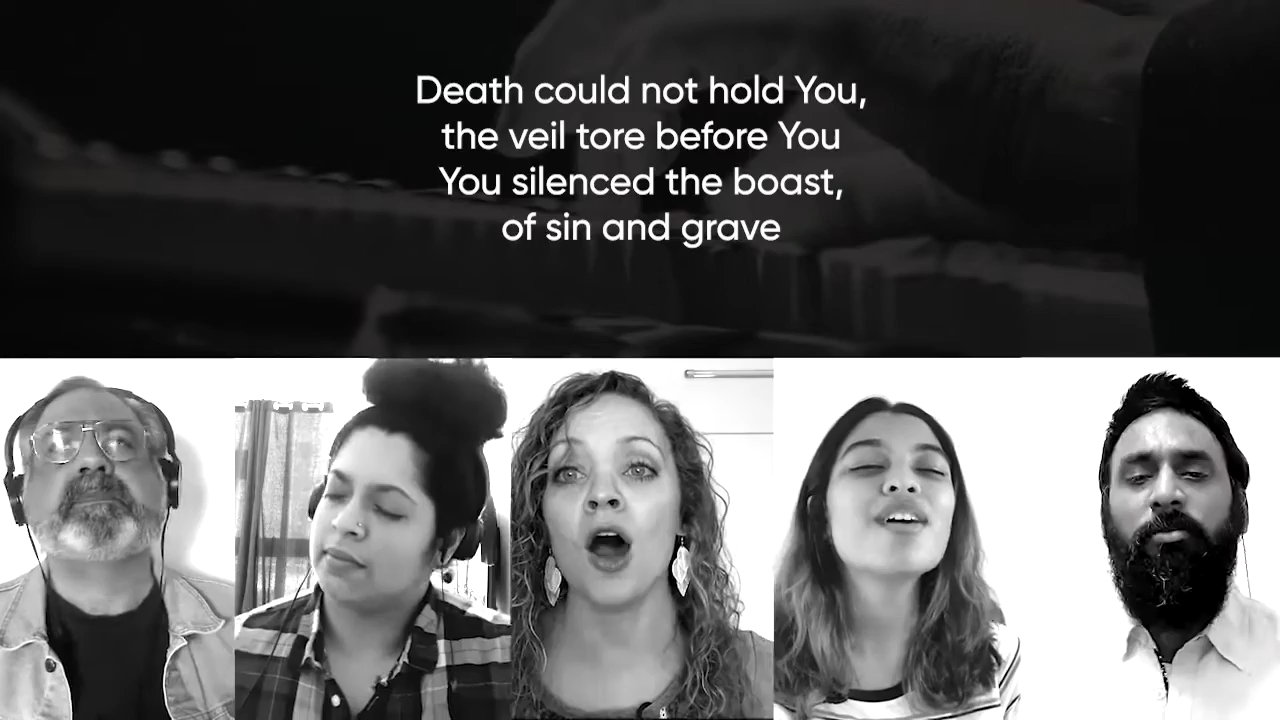 Death could not hold You,
the veil tore before You
You silenced the boast,
of sin and grave